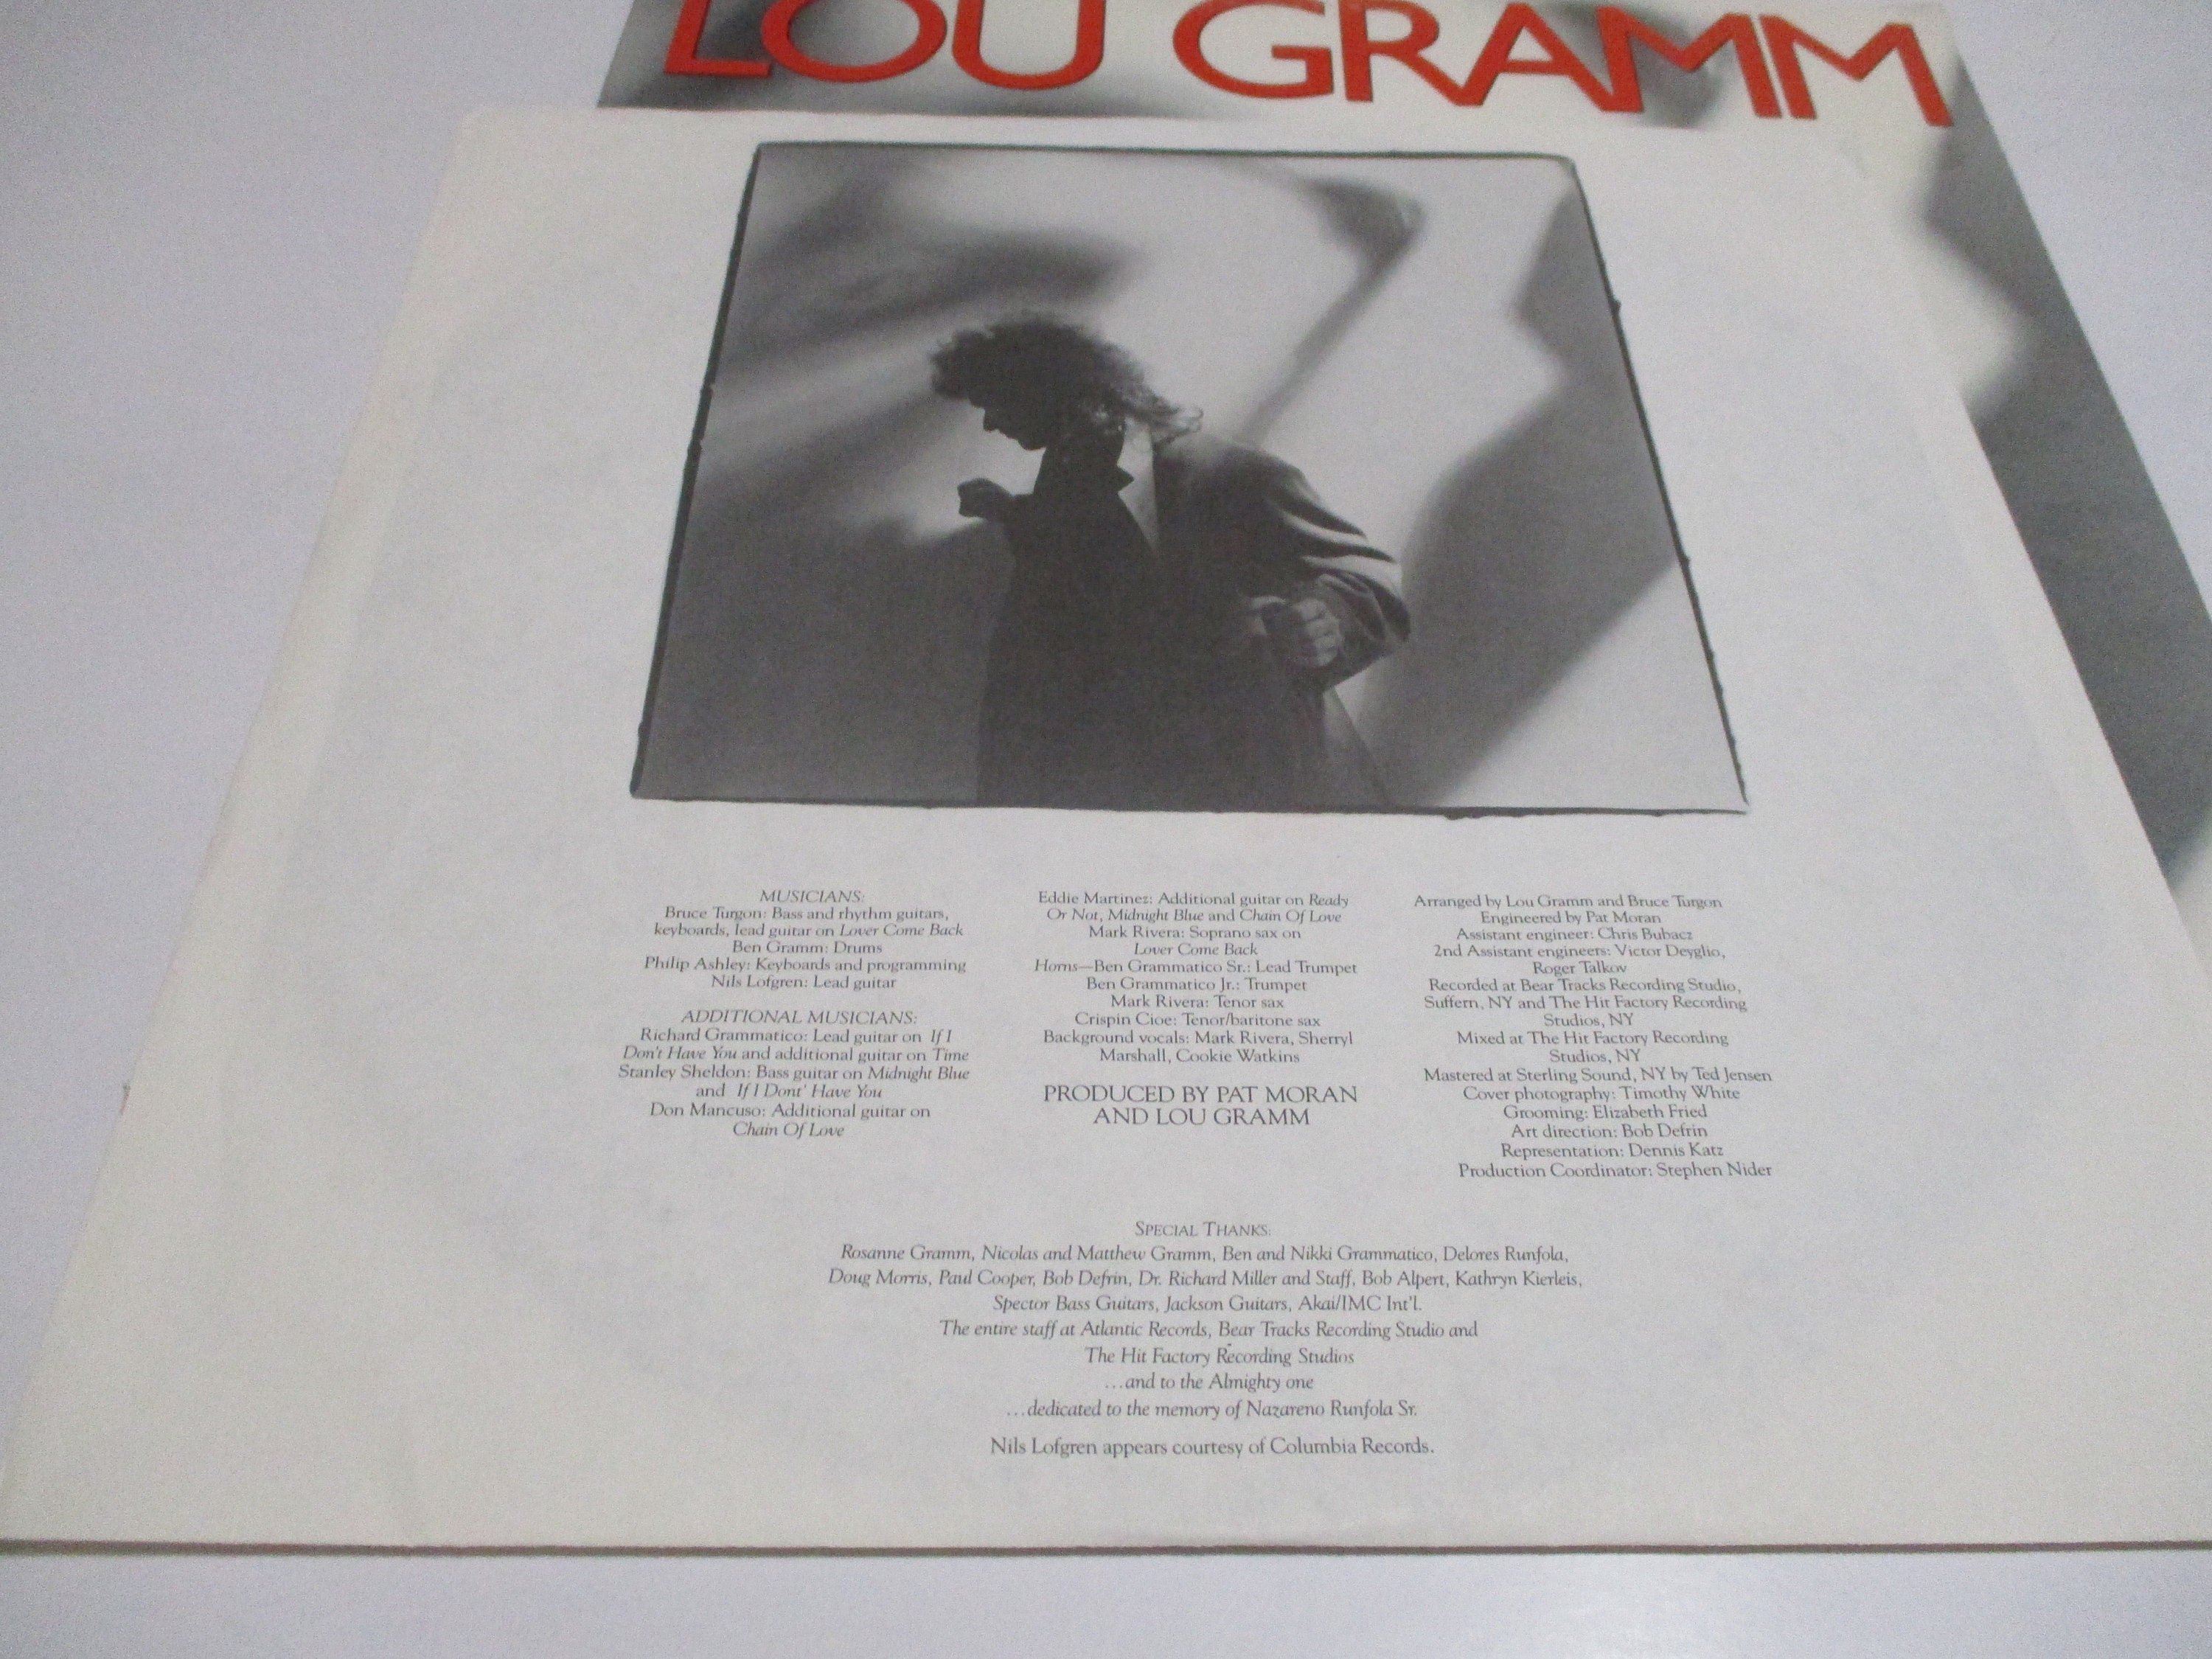 LOU GRAMM
MUSICIANS:
Bruce Turgon: Bass and rhythm guitars,
keyboards, lead guitar on Lover Come Back
Ben Gramm: Drums
Philip Ashley: Keyboards and programming
Nils Lofgren: Lead guitar
ADDITIONAL MUSICIANS:
Richard Grammatico: Lead guitar on If I
Don't Have You and additional guitar on Time
Stanley Sheldon: Bass guitar on Midnight Blue
and If I Dont' Have You
Don Mancuso: Additional guitar on
Chain Of Love
Eddie Martinez: Additional guitar on Ready
Or Not, Midnight Blue and Chain Of Love
Mark Rivera: Soprano sax on
Lover Come Back
Horns—Ben Grammatico Sr.: Lead Trumpet
Ben Grammatico Jr.: Trumpet
Mark Rivera: Tenor sax
Crispin Cioe: Tenor/baritone sax
Background vocals: Mark Rivera, Sherryl
Marshall, Cookie Watkins
PRODUCED BY PAT MORAN
AND LOU GRAMM
Arranged by Lou Gramm and Bruce Turgon
Engineered by Pat Moran
Assistant engineer: Chris Bubacz
2nd Assistant engineers: Victor Deyglio,
Roger Talkov
Recorded at Bear Tracks Recording Studio,
Suffern, NY and The Hit Factory Recording
Studios, NY
Mixed at The Hit Factory Recording
Studios, NY
Mastered at Sterling Sound, NY by Ted Jensen
Cover photography: Timothy White
Grooming: Elizabeth Fried
Art direction: Bob Defrin
Representation: Dennis Katz
Production Coordinator: Stephen Nider
SPECIAL THANKS:
Rosanne Gramm, Nicolas and Matthew Gramm, Ben and Nikki Grammatico, Delores Runfola,
Doug Morris, Paul Cooper, Bob Defrin, Dr. Richard Miller and Staff, Bob Alpert, Kathryn Kierleis,
Spector Bass Guitars, Jackson Guitars, Akai/IMC Int'l.
The entire staff at Atlantic Records, Bear Tracks Recording Studio and
The Hit Factory Recording Studios
...and to the Almighty one
...dedicated to the memory of Nazareno Runfola Sr.
Nils Lofgren appears courtesy of Columbia Records.